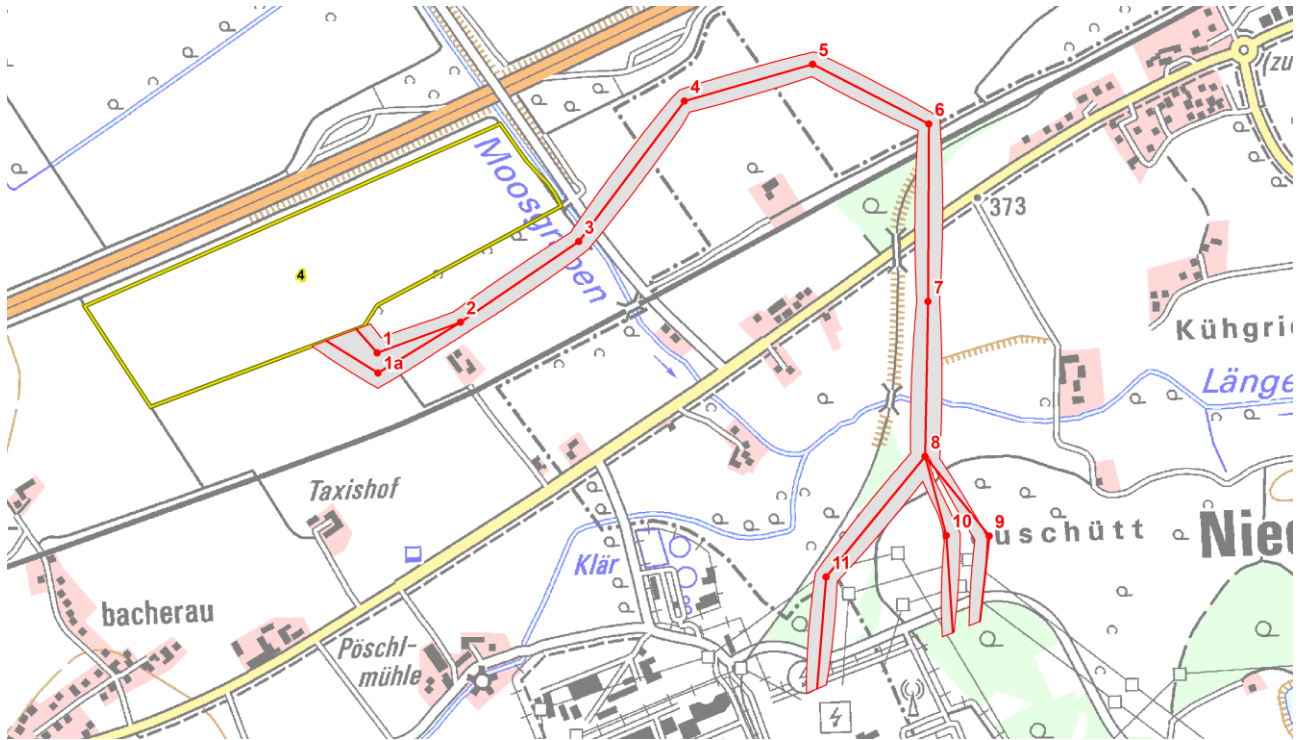 5
(zu
4
6
Moosgraben
373
3
4
7
2
1
1a
Kühgrie
Länge
8
Taxishof
10
9
uschütt
Nied
Klär
11
bacherau
Pöschl-
mühle